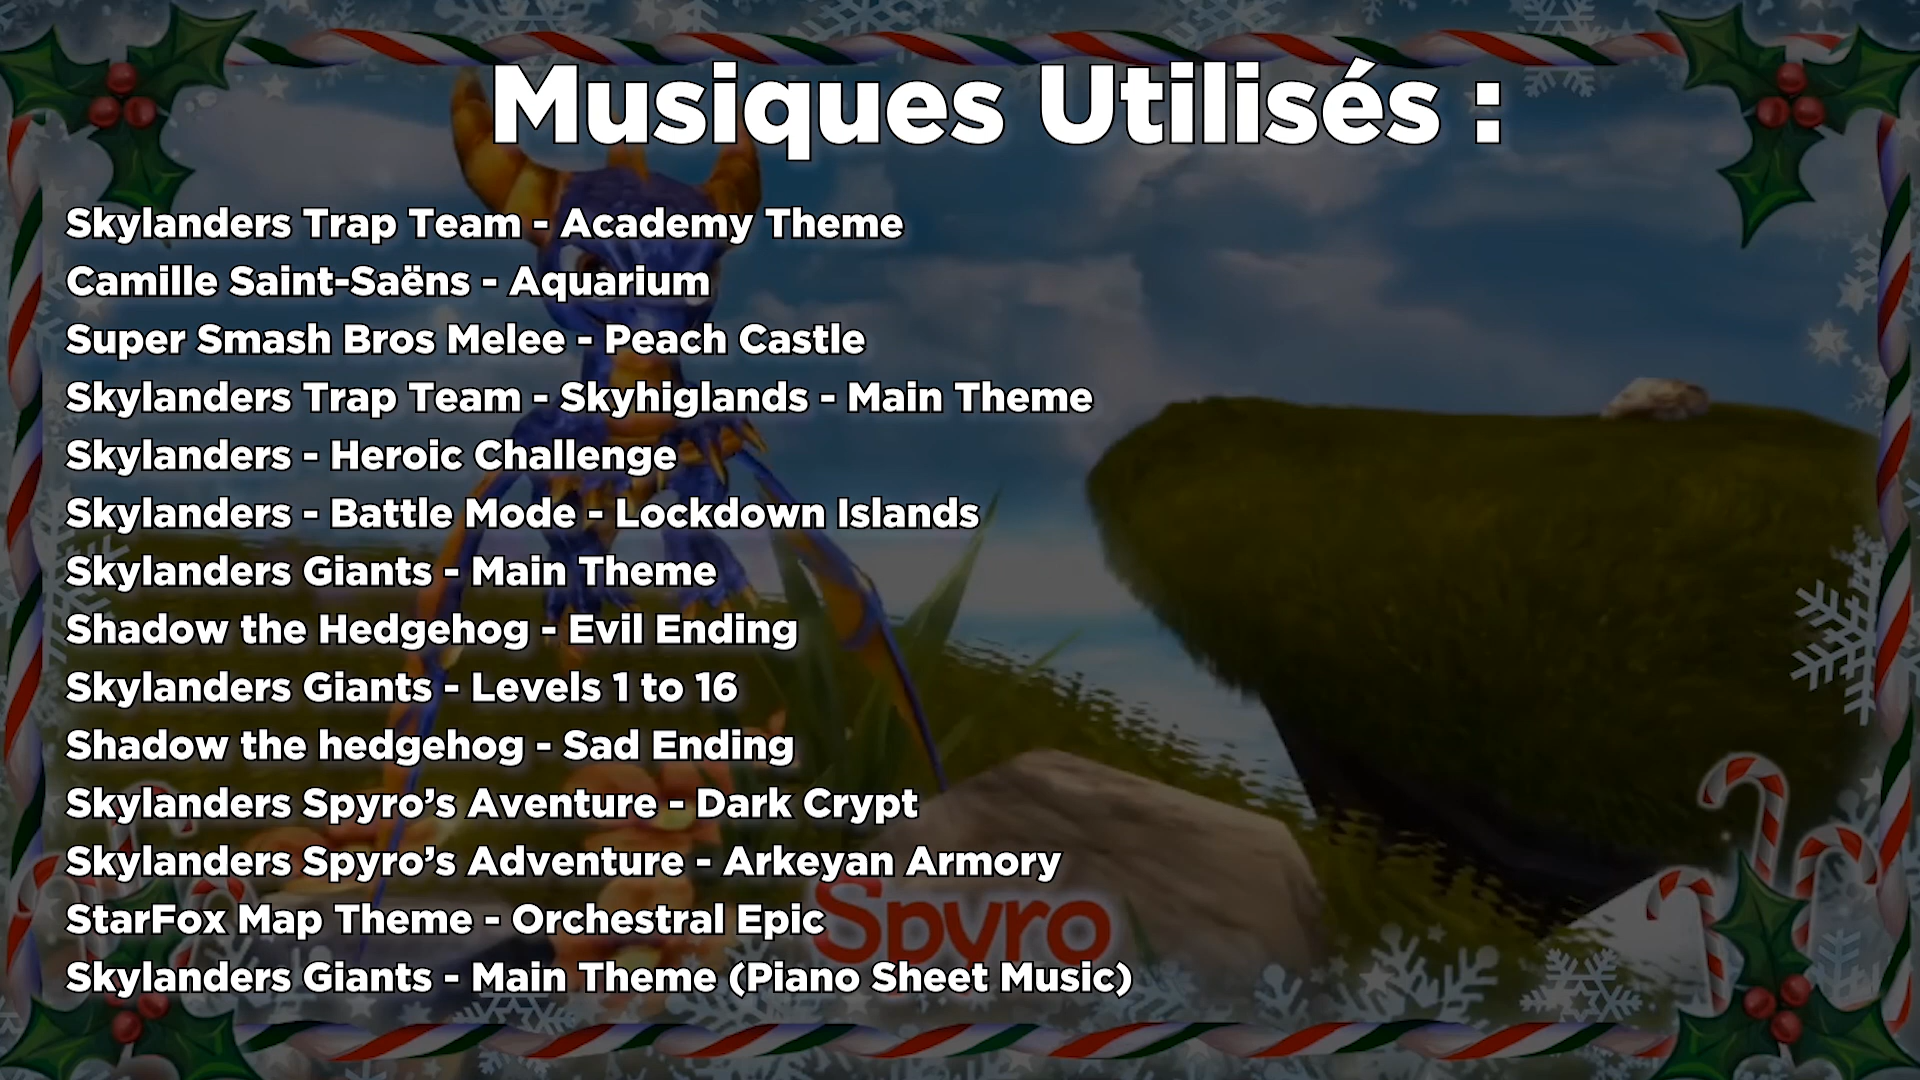 Musiques Utilisés :
Skylanders Trap Team - Academy Theme
Camille Saint-Saëns - Aquarium
Super Smash Bros Melee - Peach Castle
Skylanders Trap Team - Skyhiglands - Main Theme
Skylanders - Heroic Challenge
Skylanders - Battle Mode - Lockdown Islands
Skylanders Giants - Main Theme
Shadow the Hedgehog - Evil Ending
Skylanders Giants - Levels 1 to 16
Shadow the hedgehog - Sad Ending
Skylanders Spyro’s Aventure - Dark Crypt
Skylanders Spyro’s Adventure - Arkeyan Armory
StarFox Map Theme - Orchestral Epic
Spyro
Skylanders Giants - Main Theme (Piano Sheet Music)